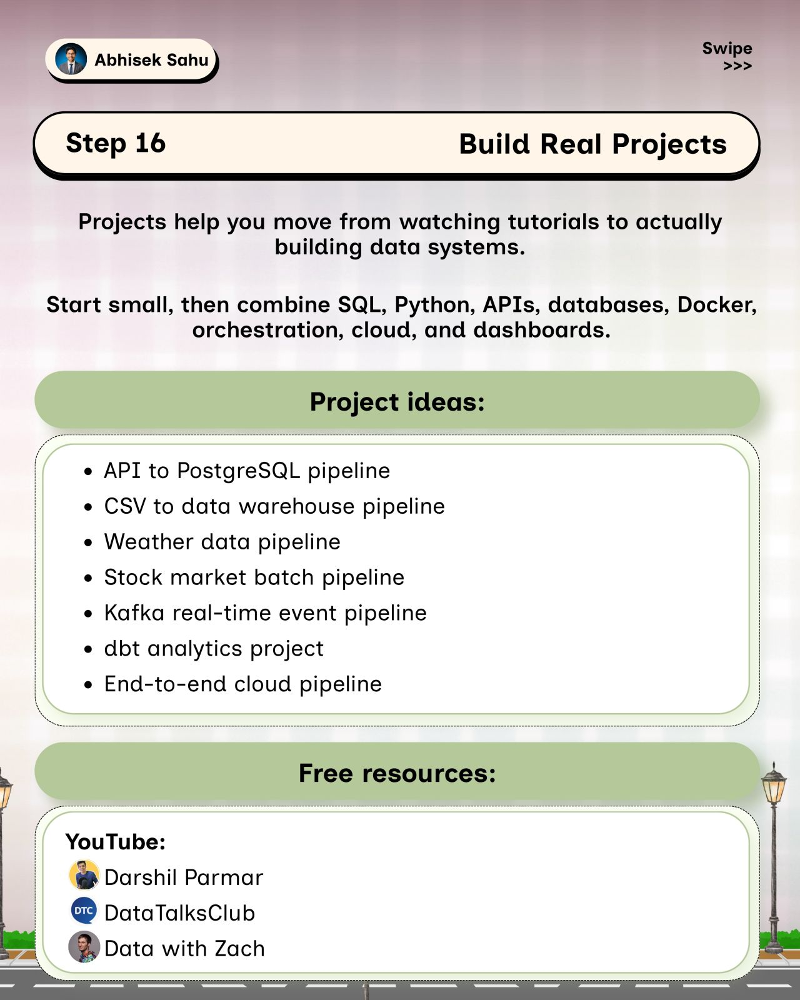 Abhisek Sahu
Swipe
>>>
Step 16
Build Real Projects
Projects help you move from watching tutorials to actually
building data systems.
Start small, then combine SQL, Python, APIs, databases, Docker,
orchestration, cloud, and dashboards.
Project ideas:
• API to PostgreSQL pipeline
• CSV to data warehouse pipeline
• Weather data pipeline
• Stock market batch pipeline
• Kafka real-time event pipeline
• dbt analytics project
• End-to-end cloud pipeline
Free resources:
YouTube:
Darshil Parmar
DTC
DataTalksClub
Data with Zach